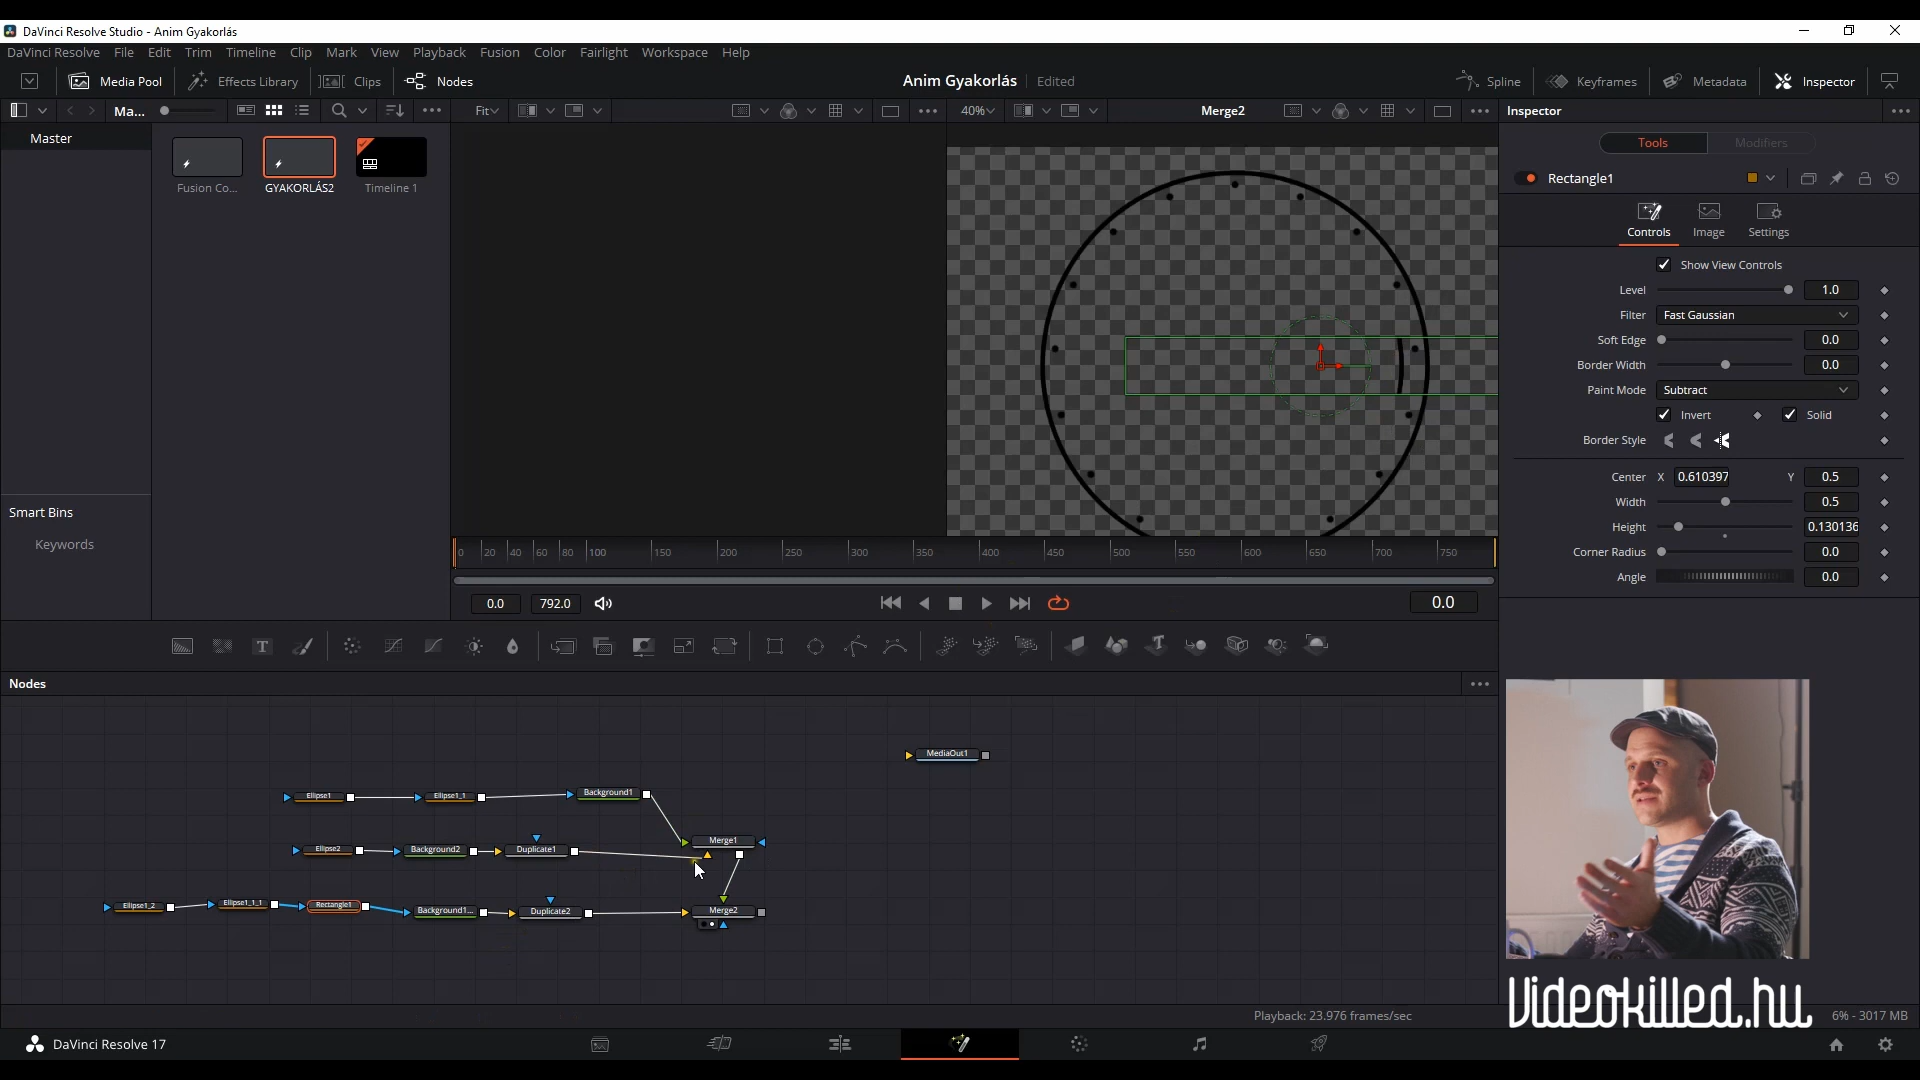 DaVinci Resolve Studio - Anim Gyakorlás
DaVinci Resolve File Edit Trim Timeline Clip Mark View Playback Fusion Color Fairlight Workspace Help
Media Pool Effects Library Clips Nodes
Anim Gyakorlás Edited
Spline Keyframes Metadata Inspector
Ma...
Fit
40%
Merge2
Inspector
Master
Fusion Co...
GYAKORLÁS2
Timeline 1
Tools Modifiers
Rectangle1
Controls Image Settings
Show View Controls
Level 1.0
Filter Fast Gaussian
Soft Edge 0.0
Border Width 0.0
Paint Mode Subtract
Invert Solid
Border Style
Center X 0.610397 Y 0.5
Width 0.5
Height 0.130136
Corner Radius 0.0
Angle 0.0
Smart Bins
Keywords
0 20 40 60 80 100 150 200 250 300 350 400 450 500 550 600 650 700 750
0.0 792.0
0.0
Nodes
MediaOut1
Ellipse1 Ellipse1_1 Background1
Merge1
Ellipse2 Background2 Duplicate1
Ellipse1_2 Ellipse1_1_1 Rectangle1 Background1... Duplicate2 Merge2
Videokilled.hu
Playback: 23.976 frames/sec
6% - 3017 MB
DaVinci Resolve 17